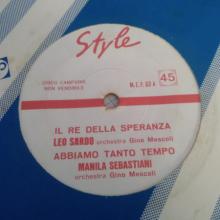 Style
DISCO CAMPIONE
NON VENDIBILE
45
IL RE DELLA SPERANZA
LEO SARDO orchestra Gino Mescoli
ABBIAMO TANTO TEMPO
MANILA SEBASTIANI
orchestra Gino Mescoli